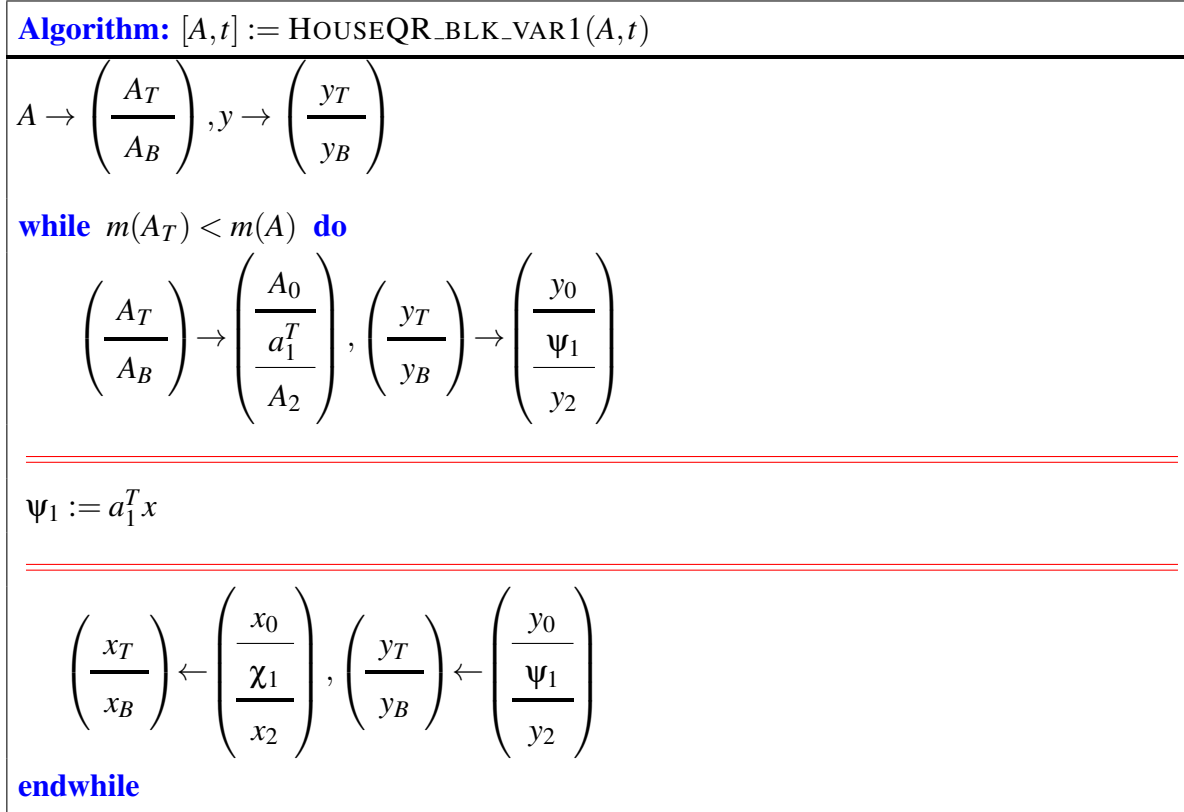 Algorithm: [A,t] := HOUSEQR_BLK_VAR1(A,t)
A → ( A_T / A_B ) , y → ( y_T / y_B )
while m(A_T) < m(A) do
( A_T / A_B ) → ( A_0 / a_1^T / A_2 ) , ( y_T / y_B ) → ( y_0 / ψ_1 / y_2 )
ψ_1 := a_1^T x
( x_T / x_B ) ← ( x_0 / χ_1 / x_2 ) , ( y_T / y_B ) ← ( y_0 / ψ_1 / y_2 )
endwhile